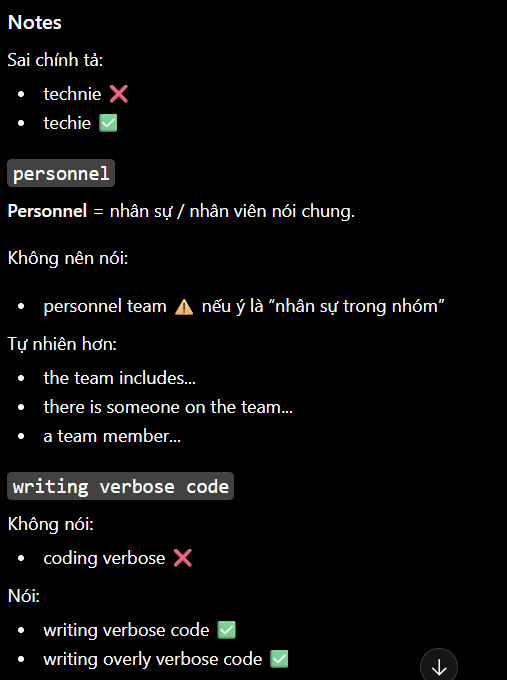 Notes
Sai chính tả:
• technie ❌
• techie ✅
personnel
Personnel = nhân sự / nhân viên nói chung.
Không nên nói:
• personnel team ⚠️ nếu ý là “nhân sự trong nhóm”
Tự nhiên hơn:
• the team includes...
• there is someone on the team...
• a team member...
writing verbose code
Không nói:
• coding verbose ❌
Nói:
• writing verbose code ✅
• writing overly verbose code ✅